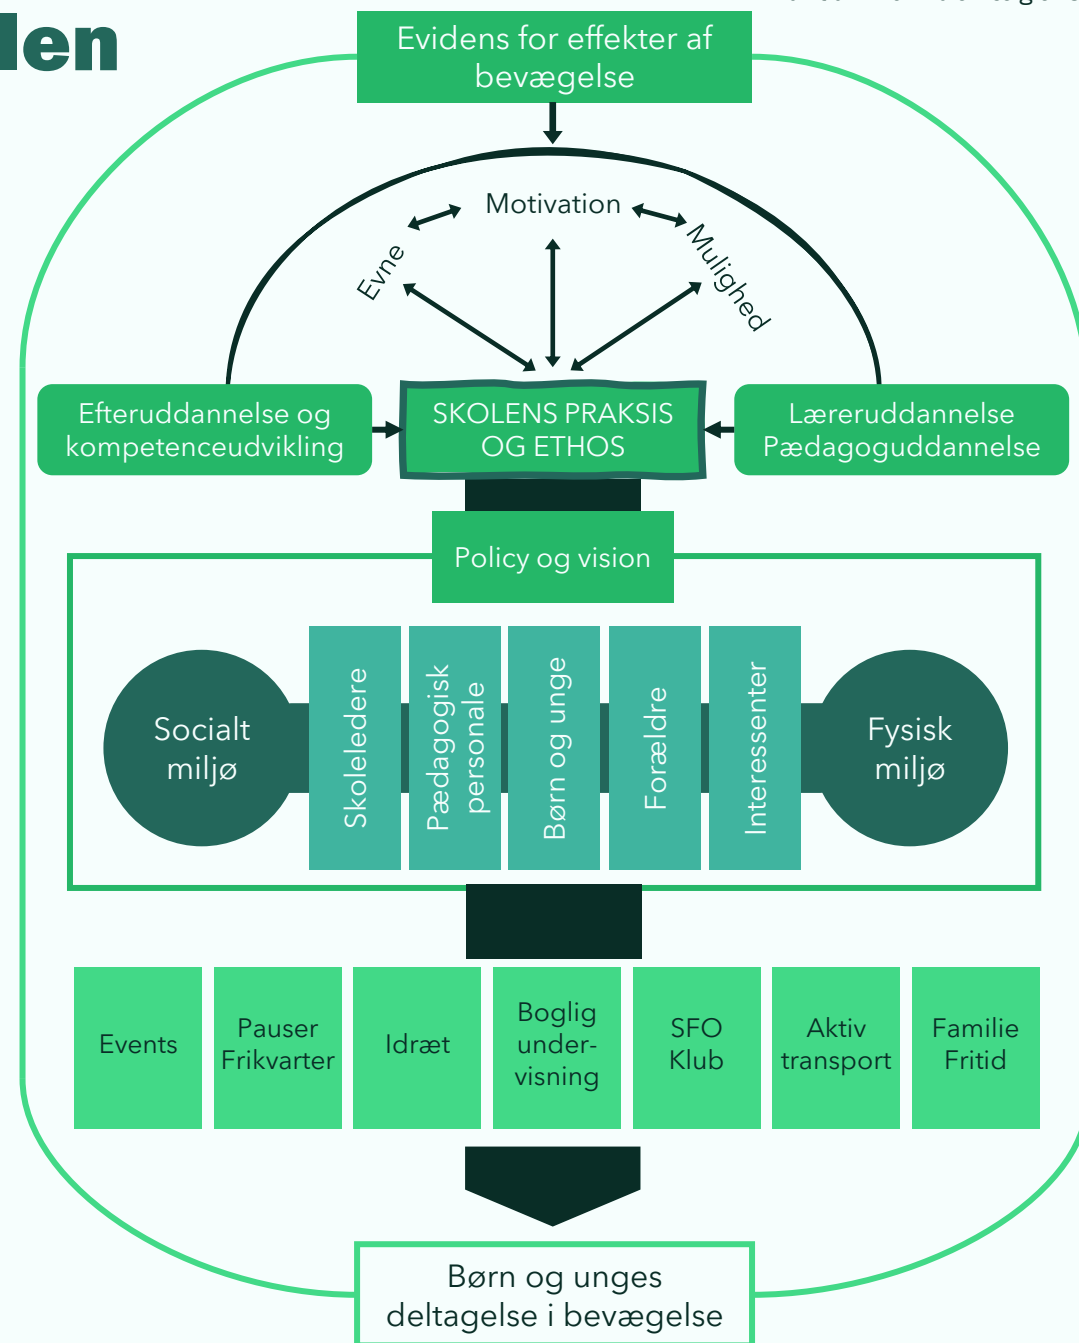 Evidens for effekter af
bevægelse
Motivation
Evne
Mulighed
Efteruddannelse og
kompetenceudvikling
SKOLENS PRAKSIS
OG ETHOS
Læreruddannelse
Pædagoguddannelse
Policy og vision
Socialt
miljø
Skoleledere
Pædagogisk
personale
Børn og unge
Forældre
Interessenter
Fysisk
miljø
Events
Pauser
Frikvarter
Idræt
Boglig
under-
visning
SFO
Klub
Aktiv
transport
Familie
Fritid
Børn og unges
deltagelse i bevægelse